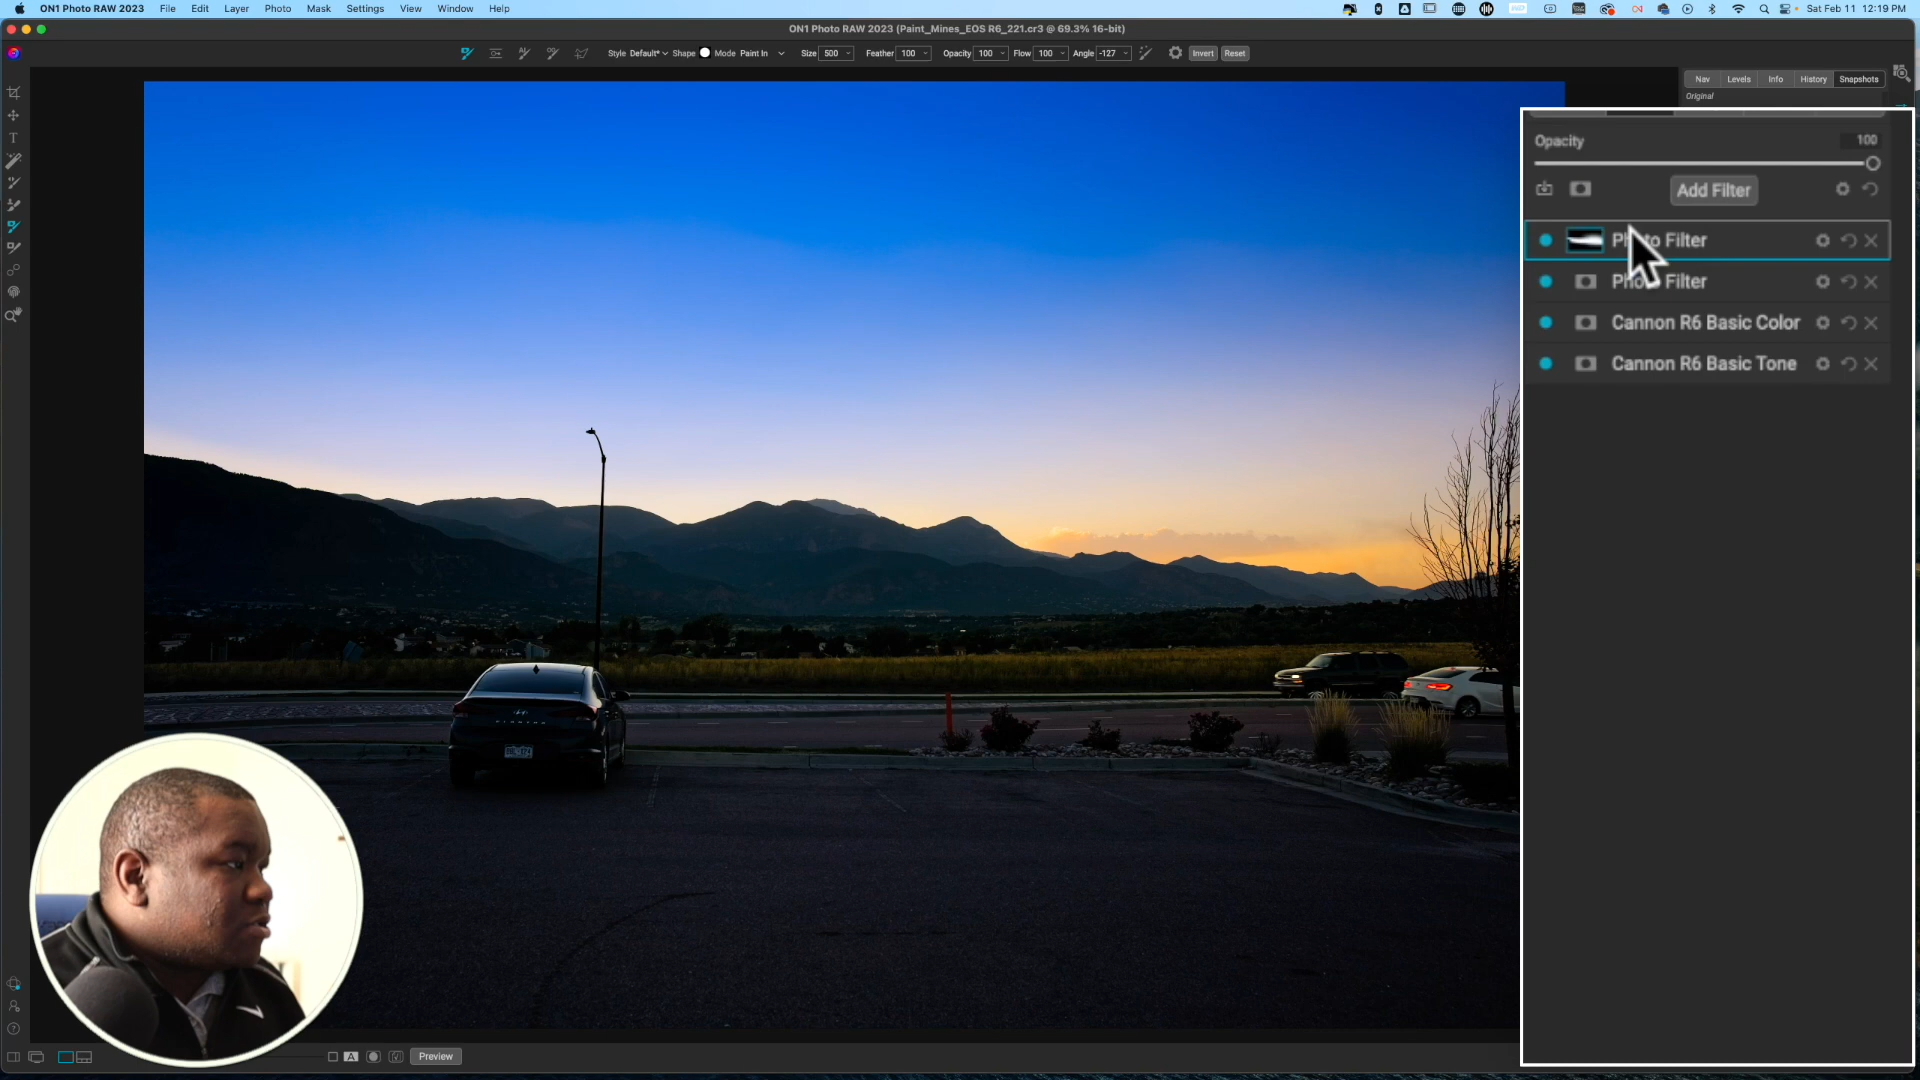 ON1 Photo RAW 2023 File Edit Layer Photo Mask Settings View Window Help Sat Feb 11 12:19 PM
ON1 Photo RAW 2023 (Paint_Mines_EOS R6_221.cr3 @ 69.3% 16-bit)
Style Default* Shape Mode Paint In Size 500 Feather 100 Opacity 100 Flow 100 Angle -127 Invert Reset
Nav Levels Info History Snapshots
Original
Opacity 100
Add Filter
Photo Filter
Photo Filter
Cannon R6 Basic Color
Cannon R6 Basic Tone
A Preview